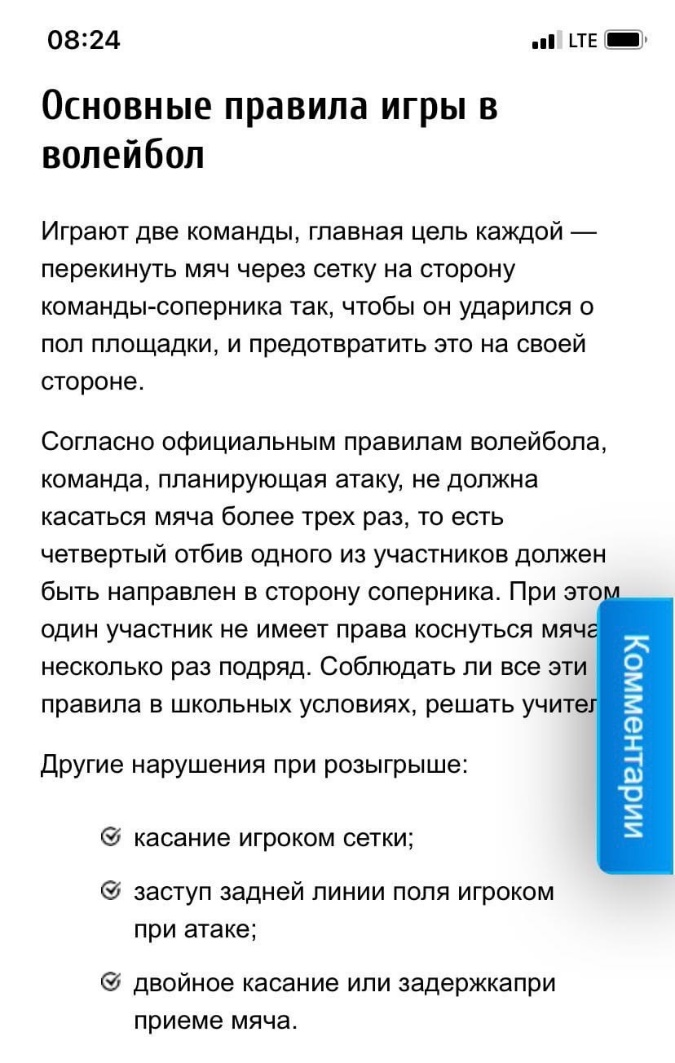 08:24
LTE
Основные правила игры в
волейбол
Играют две команды, главная цель каждой —
перекинуть мяч через сетку на сторону
команды-соперника так, чтобы он ударился о
пол площадки, и предотвратить это на своей
стороне.
Согласно официальным правилам волейбола,
команда, планирующая атаку, не должна
касаться мяча более трех раз, то есть
четвертый отбив одного из участников должен
быть направлен в сторону соперника. При этом
один участник не имеет права коснуться мяча
несколько раз подряд. Соблюдать ли все эти
правила в школьных условиях, решать
Комментарии
Другие нарушения при розыгрыше:
касание игроком сетки;
заступ задней линии поля игроком
при атаке;
двойное касание или задержкапри
приеме мяча.